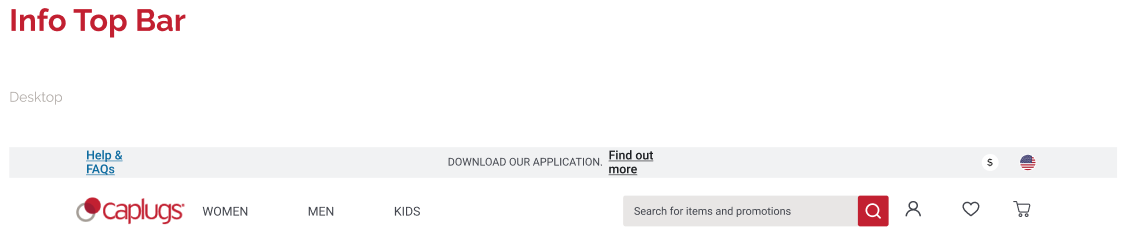 Info Top Bar
Desktop
Help &
FAQs
DOWNLOAD OUR APPLICATION.
Find out
more
S
Caplugs
WOMEN
MEN
KIDS
Search for items and promotions